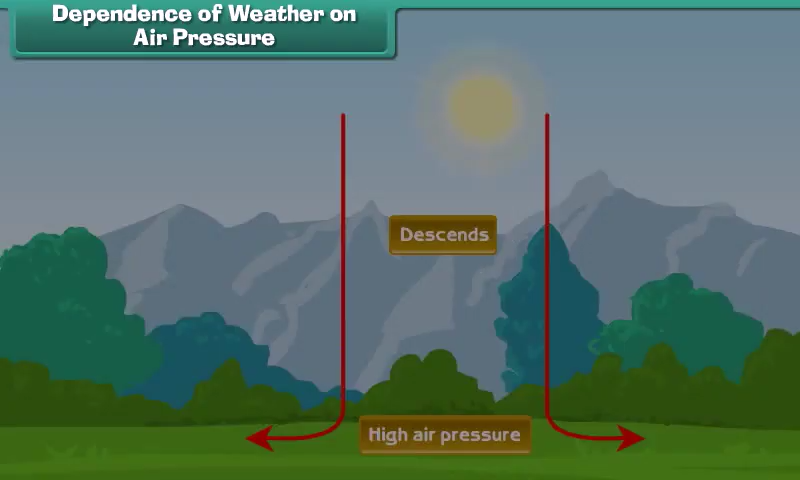 Dependence of Weather on
Air Pressure
Descends
High air pressure